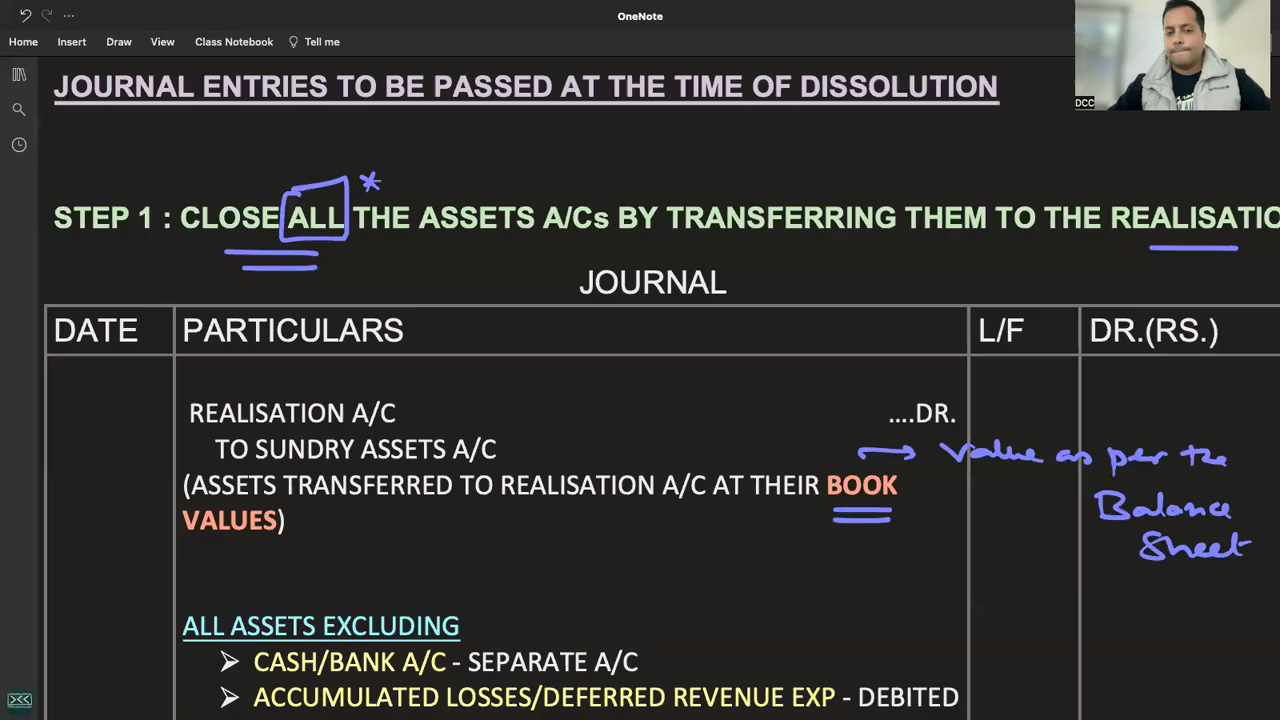 OneNote
Home Insert Draw View Class Notebook Tell me
DCC
JOURNAL ENTRIES TO BE PASSED AT THE TIME OF DISSOLUTION
*
STEP 1 : CLOSE ALL THE ASSETS A/Cs BY TRANSFERRING THEM TO THE REALISATIO
JOURNAL
DATE PARTICULARS L/F DR.(RS.)
REALISATION A/C ....DR.
TO SUNDRY ASSETS A/C
Value as per the
(ASSETS TRANSFERRED TO REALISATION A/C AT THEIR BOOK
Balance
VALUES)
Sheet
ALL ASSETS EXCLUDING
➢ CASH/BANK A/C - SEPARATE A/C
➢ ACCUMULATED LOSSES/DEFERRED REVENUE EXP - DEBITED